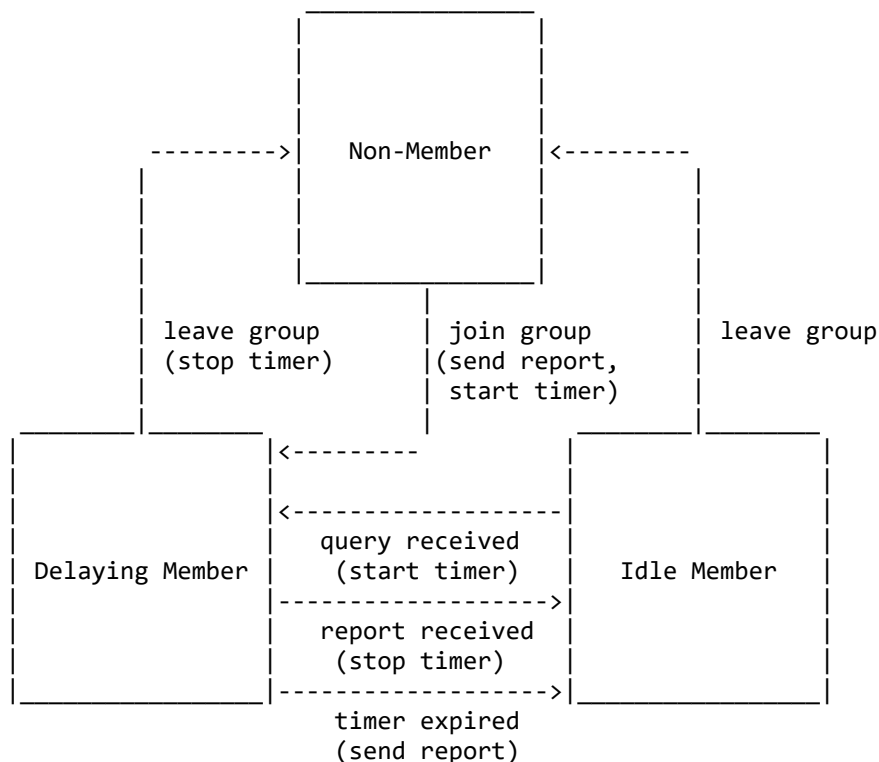 Non-Member
leave group
(stop timer)
join group
(send report,
start timer)
leave group
query received
(start timer)
Delaying Member
Idle Member
report received
(stop timer)
timer expired
(send report)